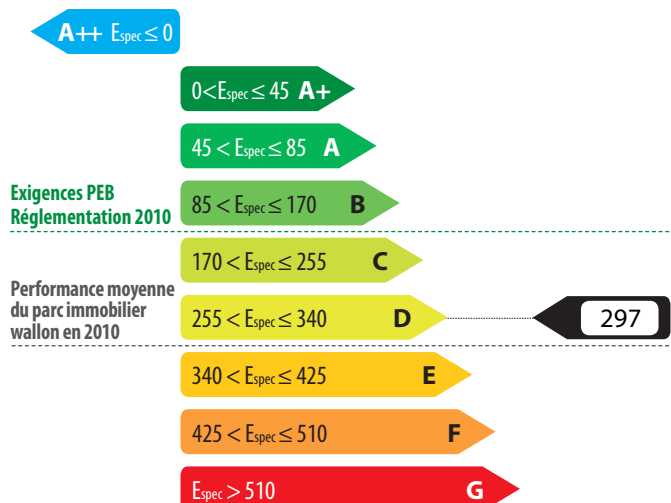 A++ Espec ≤ 0
0<Espec ≤ 45 A+
45 < Espec ≤ 85 A
Exigences PEB
Réglementation 2010
85 < Espec ≤ 170 B
170 < Espec ≤ 255 C
Performance moyenne
du parc immobilier
wallon en 2010
255 < Espec ≤ 340 D
297
340 < Espec ≤ 425 E
425 < Espec ≤ 510 F
Espec > 510 G